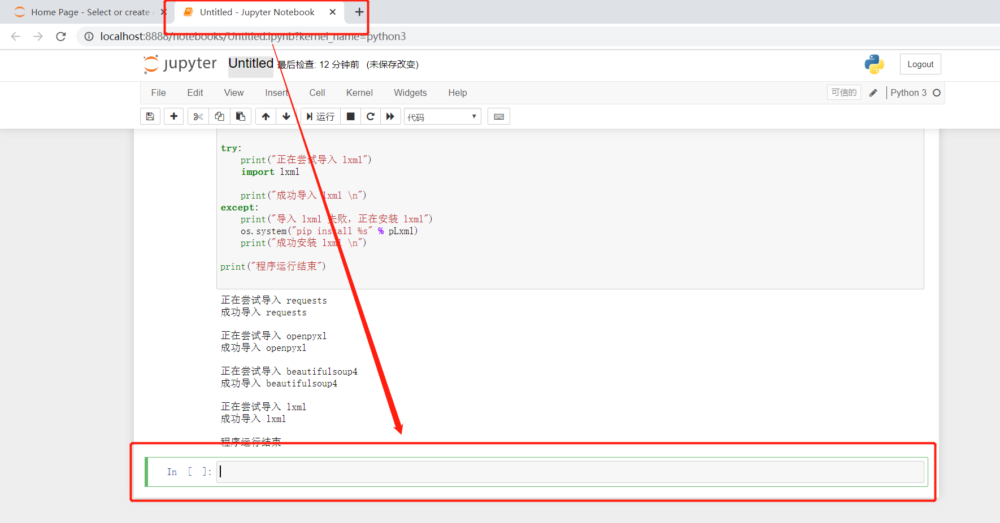 Home Page - Select or create a
Untitled - Jupyter Notebook
localhost:8888/notebooks/Untitled.ipynb?kernel_name=python3
jupyter Untitled 最后检查: 12 分钟前 (未保存改变)
Logout
File Edit View Insert Cell Kernel Widgets Help
可信的 Python 3
运行 代码
try:
print("正在尝试导入 lxml")
import lxml
print("成功导入 lxml \n")
except:
print("导入 lxml 失败，正在安装 lxml")
os.system("pip install %s" % pLxml)
print("成功安装 lxml \n")
print("程序运行结束")
正在尝试导入 requests
成功导入 requests
正在尝试导入 openpyxl
成功导入 openpyxl
正在尝试导入 beautifulsoup4
成功导入 beautifulsoup4
正在尝试导入 lxml
成功导入 lxml
程序运行结束
In [ ]: